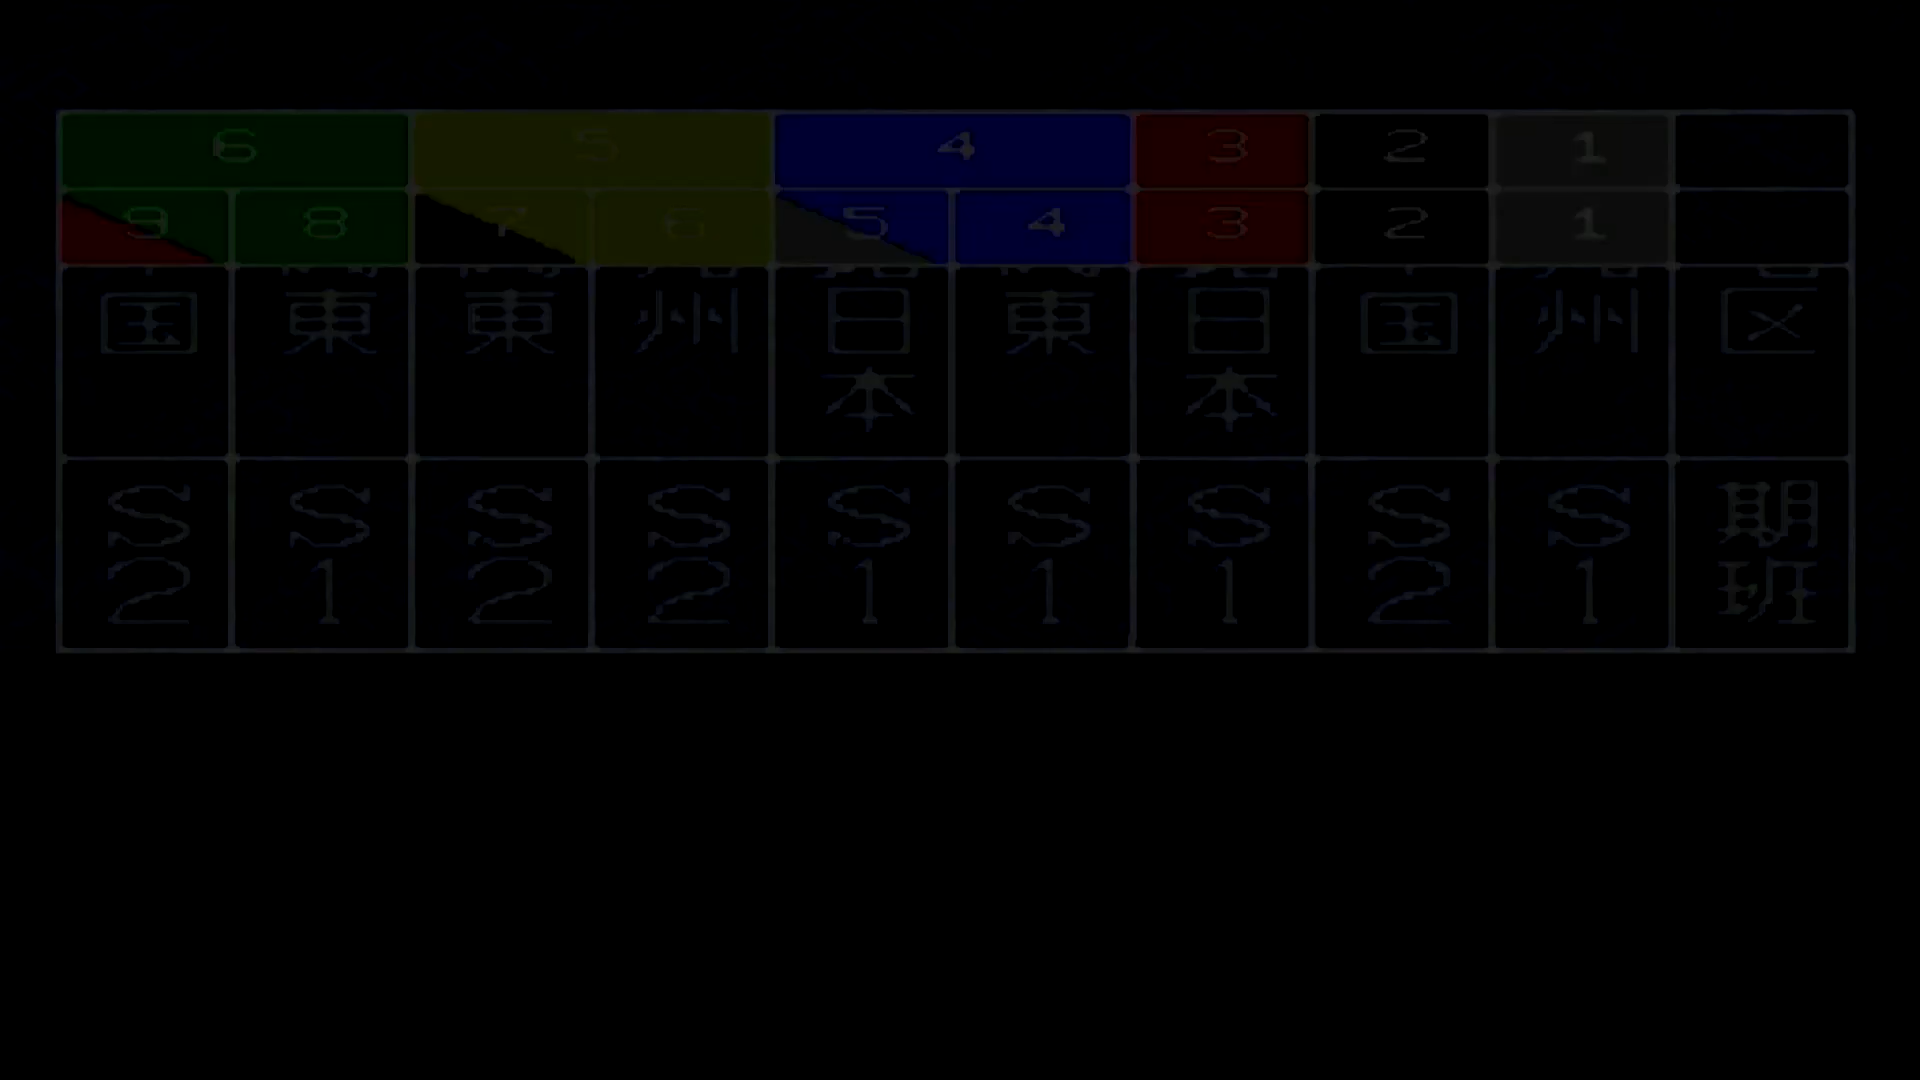 6 5 4 3 2 1
9 8 7 6 5 4 3 2 1
国 東 東 州 日本 東 日本 国 州 区
S2 S1 S2 S2 S1 S1 S1 S2 S1 期班